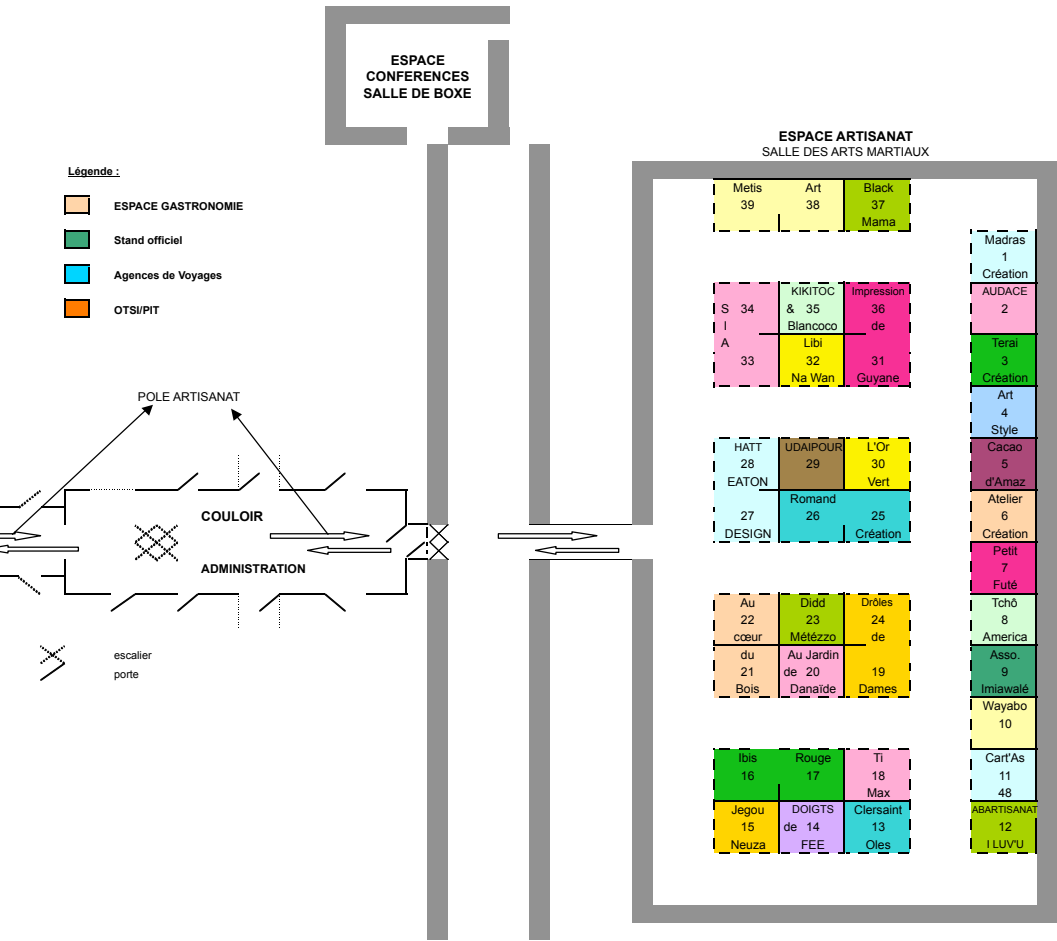 ESPACE
CONFERENCES
SALLE DE BOXE
ESPACE ARTISANAT
SALLE DES ARTS MARTIAUX
Légende :
ESPACE GASTRONOMIE
Stand officiel
Agences de Voyages
OTSI/PIT
POLE ARTISANAT
COULOIR
ADMINISTRATION
escalier
porte
Metis Art Black
39 38 37
Mama
KIKITOC Impression
S 34 & 35 36
I Blancoco de
A Libi
33 32 31
Na Wan Guyane
HATT UDAIPOUR L'Or
28 29 30
EATON Vert
Romand
27 26 25
DESIGN Création
Au Didd Drôles
22 23 24
cœur Métézzo de
du Au Jardin
21 de 20 19
Bois Danaïde Dames
Ibis Rouge Ti
16 17 18
Max
Jegou DOIGTS Clersaint
15 de 14 13
Neuza FEE Oles
Madras
1
Création
AUDACE
2
Terai
3
Création
Art
4
Style
Cacao
5
d'Amaz
Atelier
6
Création
Petit
7
Futé
Tchô
8
America
Asso.
9
Imiawalé
Wayabo
10
Cart'As
11
48
ABARTISANAT
12
I LUV'U